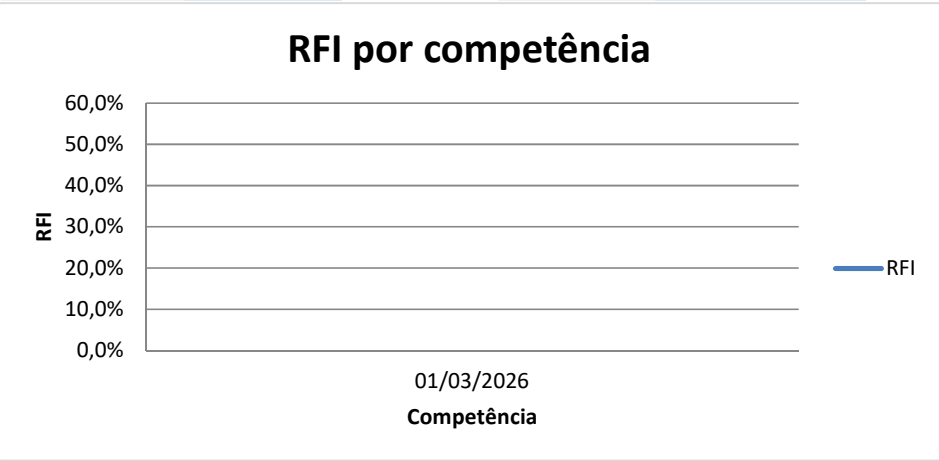 RFI por competência
60,0%
50,0%
40,0%
30,0%
20,0%
10,0%
0,0%
RFI
01/03/2026
Competência
RFI